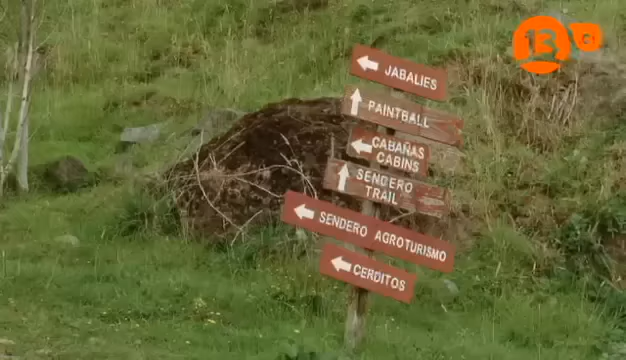 13
JABALIES
PAINTBALL
CABAÑAS
CABINS
SENDERO
TRAIL
SENDERO AGROTURISMO
CERDITOS